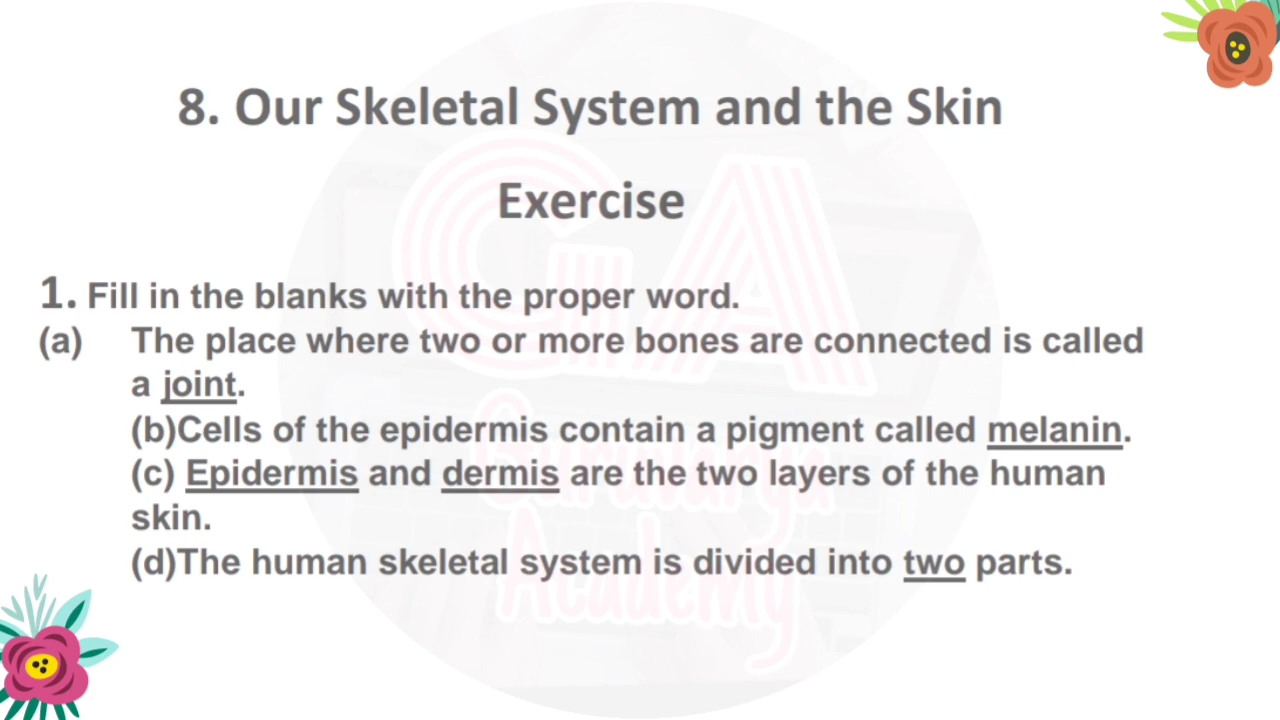 8. Our Skeletal System and the Skin
Exercise
1. Fill in the blanks with the proper word.
(a) The place where two or more bones are connected is called
a joint.
(b)Cells of the epidermis contain a pigment called melanin.
(c) Epidermis and dermis are the two layers of the human
skin.
(d)The human skeletal system is divided into two parts.
GA
Gurukarya
Academy